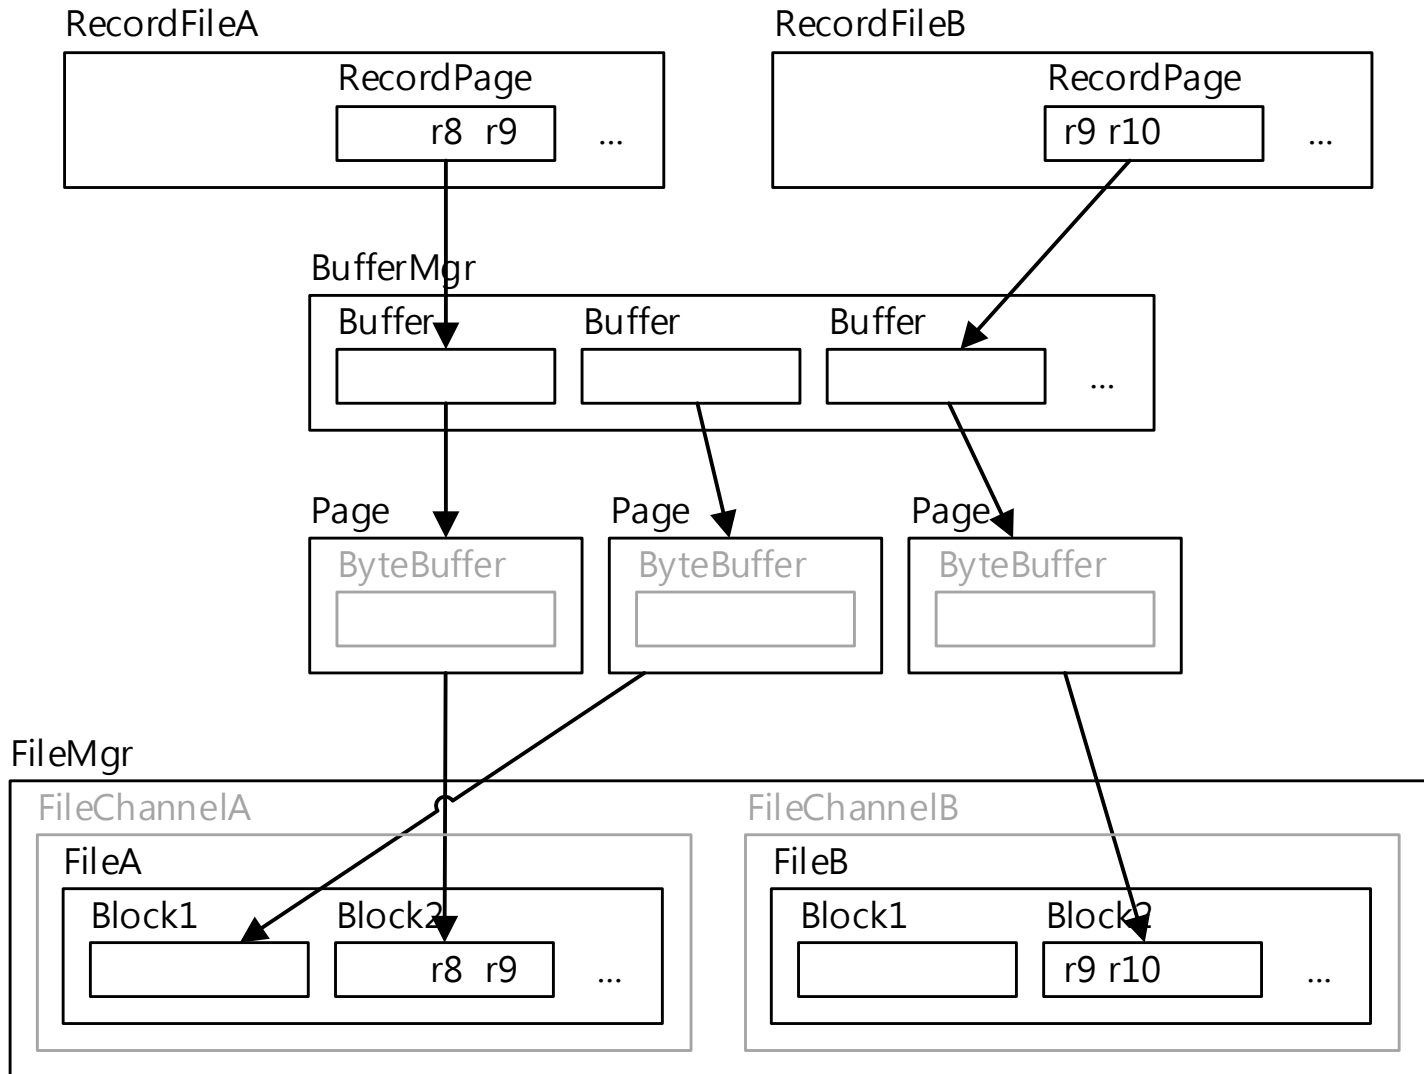 RecordFileA RecordFileB
RecordPage RecordPage
r8 r9 ... r9 r10 ...
BufferMgr
Buffer Buffer Buffer
...
Page Page Page
ByteBuffer ByteBuffer ByteBuffer
FileMgr
FileChannelA FileChannelB
FileA FileB
Block1 Block2 Block1 Block2
r8 r9 ... r9 r10 ...